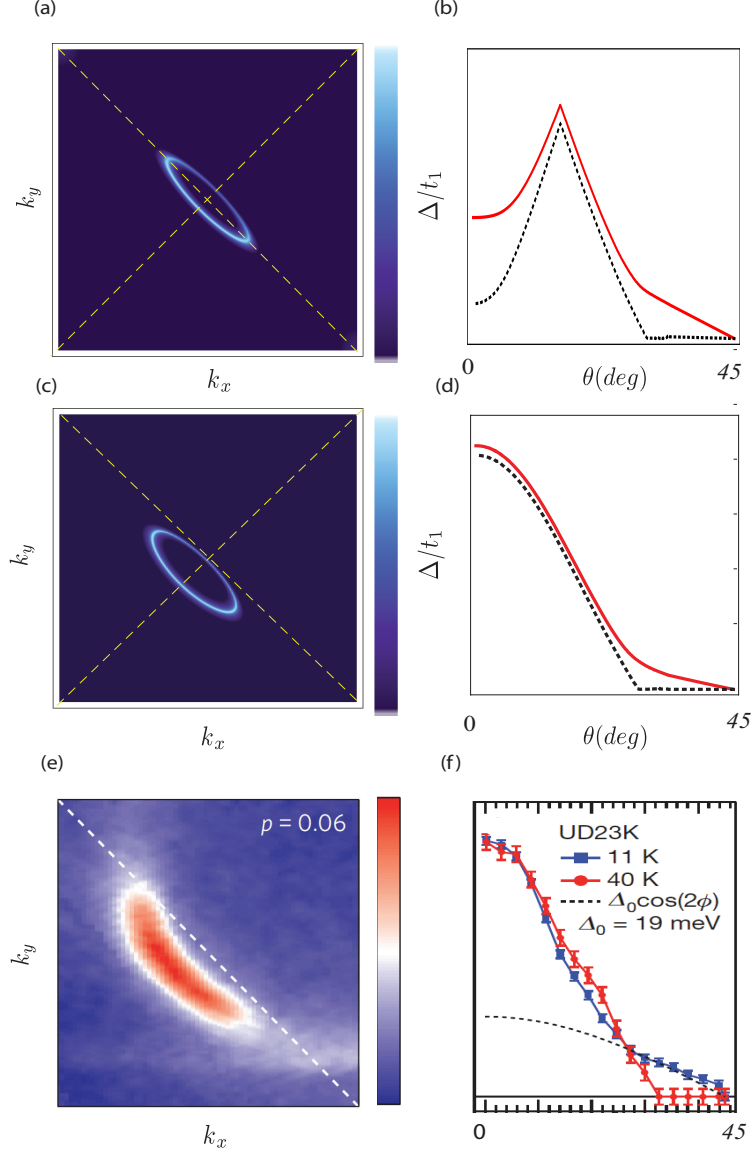 (a)
(b)
k_y
Δ/t_1
k_x
0
θ(deg)
45
(c)
(d)
k_y
Δ/t_1
k_x
0
θ(deg)
45
(e)
(f)
p = 0.06
UD23K
11 K
40 K
Δ_0cos(2ϕ)
Δ_0 = 19 meV
k_y
k_x
0
45